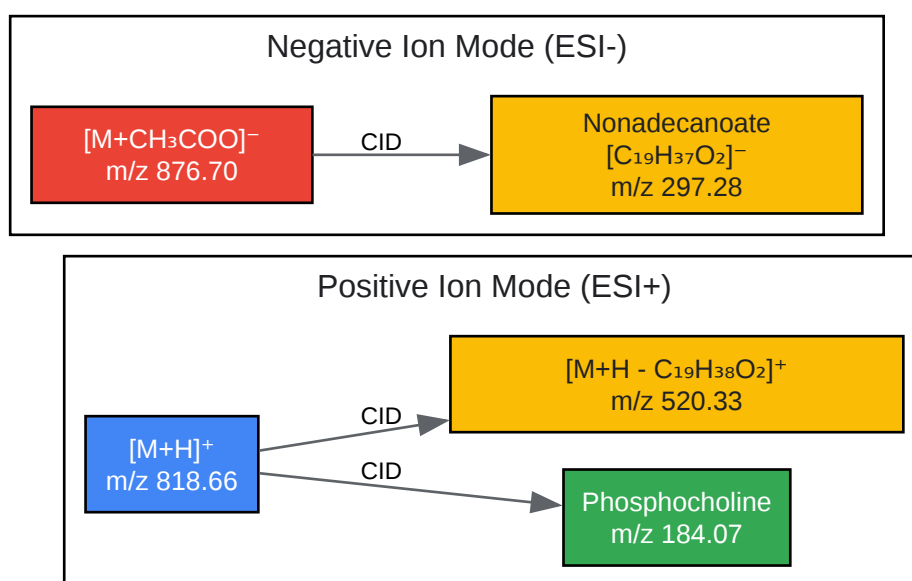 Negative Ion Mode (ESI-)
[M+CH₃COO]⁻
m/z 876.70
CID
Nonadecanoate
[C₁₉H₃₇O₂]⁻
m/z 297.28
Positive Ion Mode (ESI+)
[M+H - C₁₉H₃₈O₂]⁺
m/z 520.33
CID
[M+H]⁺
m/z 818.66
CID
Phosphocholine
m/z 184.07